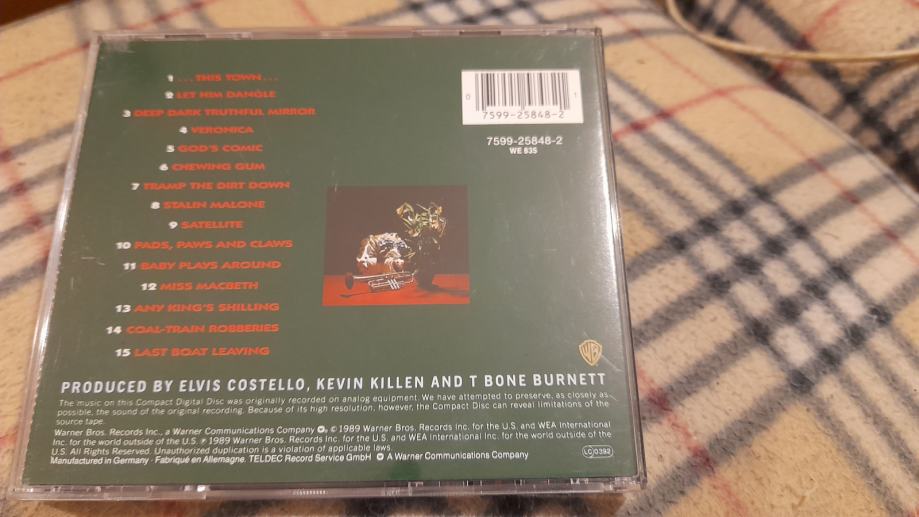 1 ...THIS TOWN...
2 LET HIM DANGLE
3 DEEP DARK TRUTHFUL MIRROR
4 VERONICA
5 GOD'S COMIC
6 CHEWING GUM
7 TRAMP THE DIRT DOWN
8 STALIN MALONE
9 SATELLITE
10 PADS, PAWS AND CLAWS
11 BABY PLAYS AROUND
12 MISS MACBETH
13 ANY KING'S SHILLING
14 COAL-TRAIN ROBBERIES
15 LAST BOAT LEAVING
0 7599-25848-2 1
7599-25848-2
WE 835
WB
PRODUCED BY ELVIS COSTELLO, KEVIN KILLEN AND T BONE BURNETT
The music on this Compact Digital Disc was originally recorded on analog equipment. We have attempted to preserve, as closely as
possible, the sound of the original recording. Because of its high resolution, however, the Compact Disc can reveal limitations of the
source tape.
Warner Bros. Records Inc., a Warner Communications Company. © 1989 Warner Bros. Records Inc. for the U.S. and WEA International
Inc. for the world outside of the U.S. ℗ 1989 Warner Bros. Records Inc. for the U.S. and WEA International Inc. for the world outside of the
U.S. All Rights Reserved. Unauthorized duplication is a violation of applicable laws.
Manufactured in Germany · Fabriqué en Allemagne. TELDEC Record Service GmbH A Warner Communications Company
LC 0392